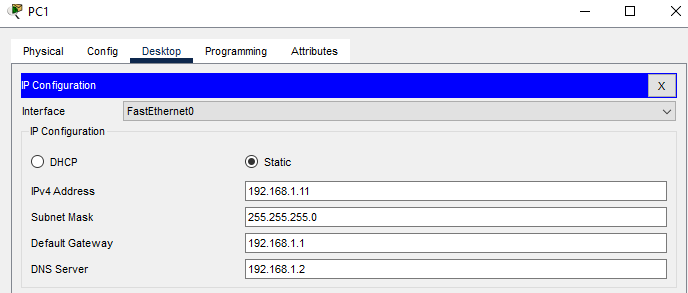 PC1
Physical Config Desktop Programming Attributes
IP Configuration X
Interface FastEthernet0
IP Configuration
DHCP Static
IPv4 Address 192.168.1.11
Subnet Mask 255.255.255.0
Default Gateway 192.168.1.1
DNS Server 192.168.1.2